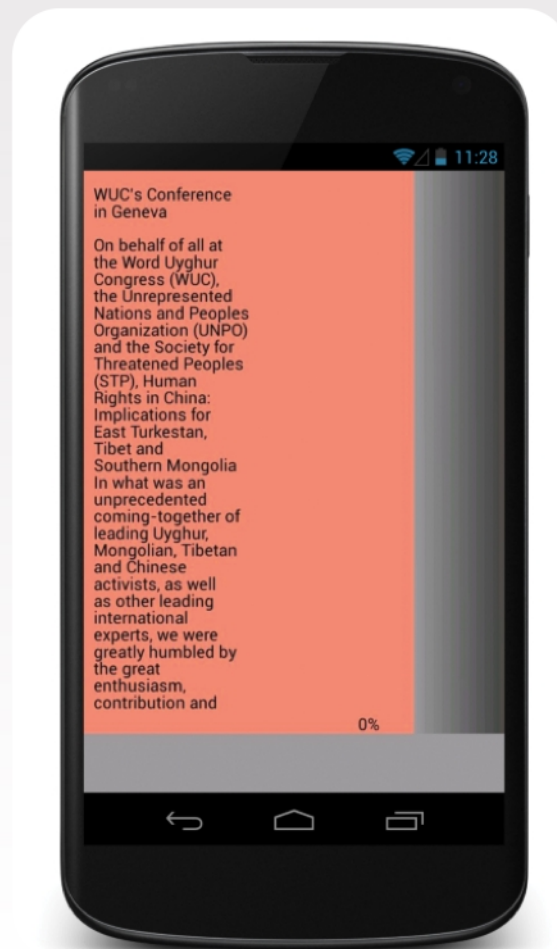 11:28
WUC's Conference
in Geneva
On behalf of all at
the Word Uyghur
Congress (WUC),
the Unrepresented
Nations and Peoples
Organization (UNPO)
and the Society for
Threatened Peoples
(STP), Human
Rights in China:
Implications for
East Turkestan,
Tibet and
Southern Mongolia
In what was an
unprecedented
coming-together of
leading Uyghur,
Mongolian, Tibetan
and Chinese
activists, as well
as other leading
international
experts, we were
greatly humbled by
the great
enthusiasm,
contribution and
0%